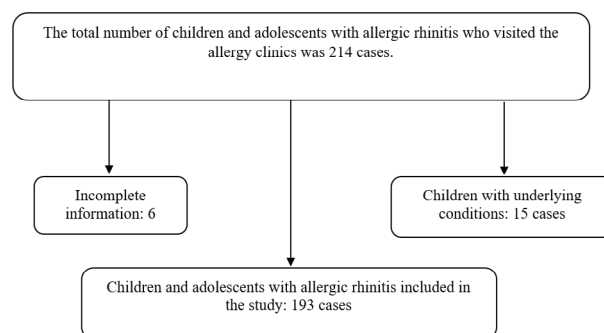 The total number of children and adolescents with allergic rhinitis who visited the
allergy clinics was 214 cases.
Incomplete
information: 6
Children with underlying
conditions: 15 cases
Children and adolescents with allergic rhinitis included in
the study: 193 cases